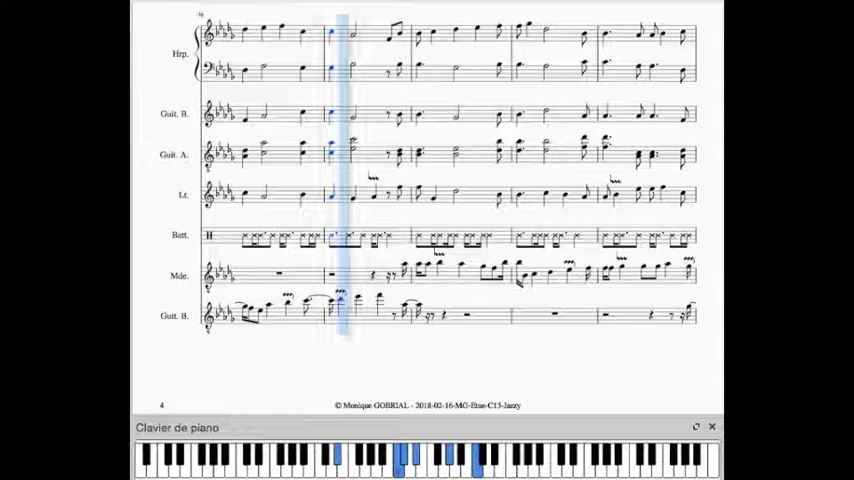 16
Hrp.
Guit. B.
Guit. A.
Lt.
Batt.
Mde.
Guit. B.
4
© Monique GOBRIAL - 2018-02-16-MG-Etue-C13-Jazzy
Clavier de piano